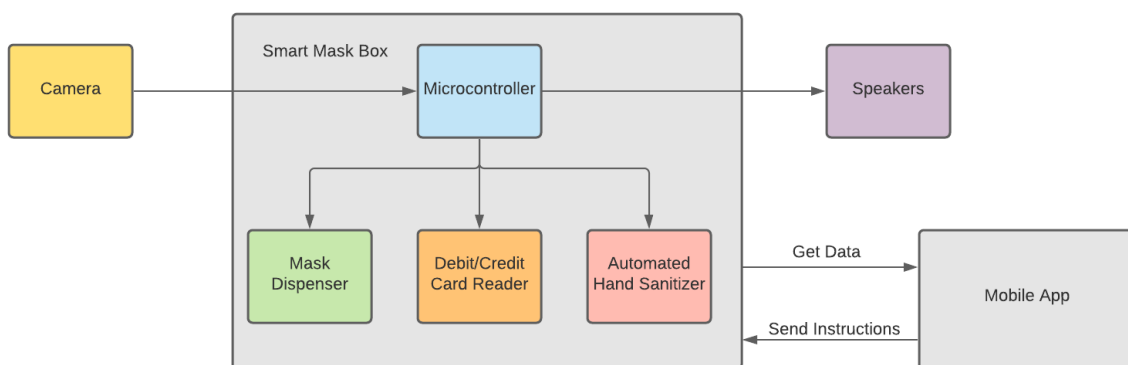 Smart Mask Box
Camera
Microcontroller
Speakers
Mask
Dispenser
Debit/Credit
Card Reader
Automated
Hand Sanitizer
Get Data
Mobile App
Send Instructions